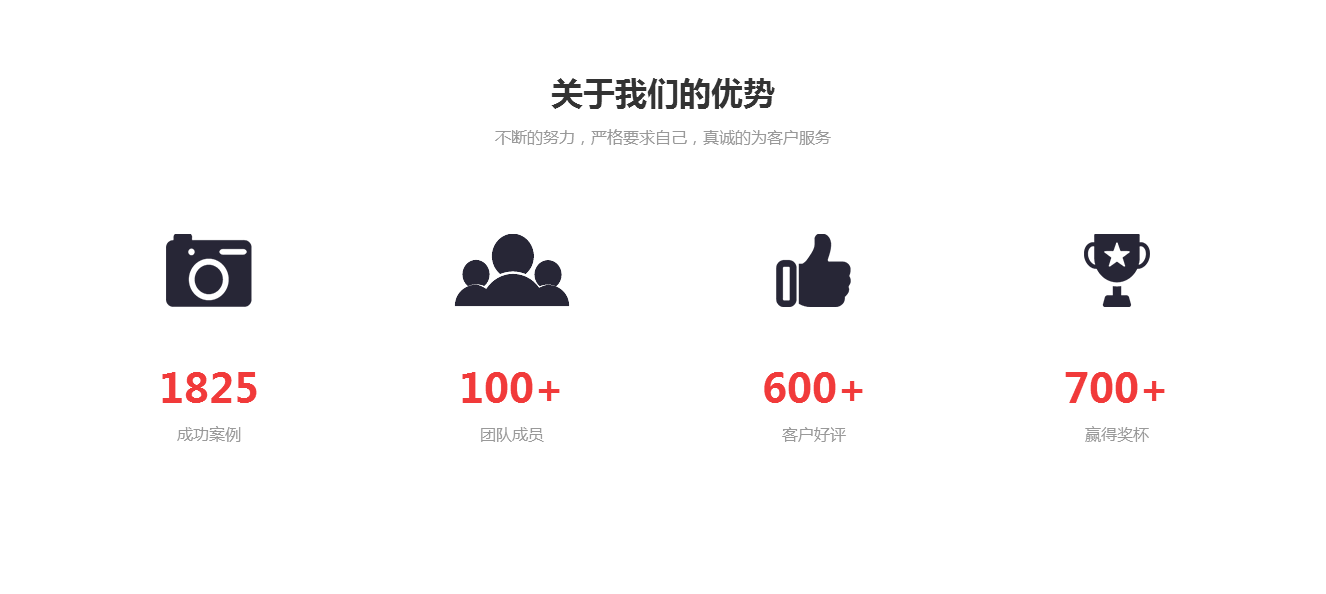 关于我们的优势
不断的努力，严格要求自己，真诚的为客户服务
1825
100+
600+
700+
成功案例
团队成员
客户好评
赢得奖杯